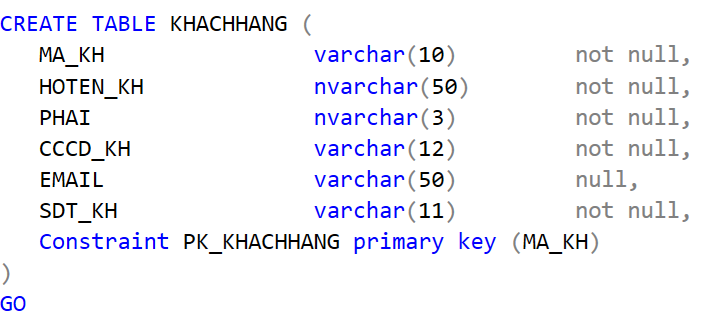 CREATE TABLE KHACHHANG (
MA_KH varchar(10) not null,
HOTEN_KH nvarchar(50) not null,
PHAI nvarchar(3) not null,
CCCD_KH varchar(12) not null,
EMAIL varchar(50) null,
SDT_KH varchar(11) not null,
Constraint PK_KHACHHANG primary key (MA_KH)
)
GO